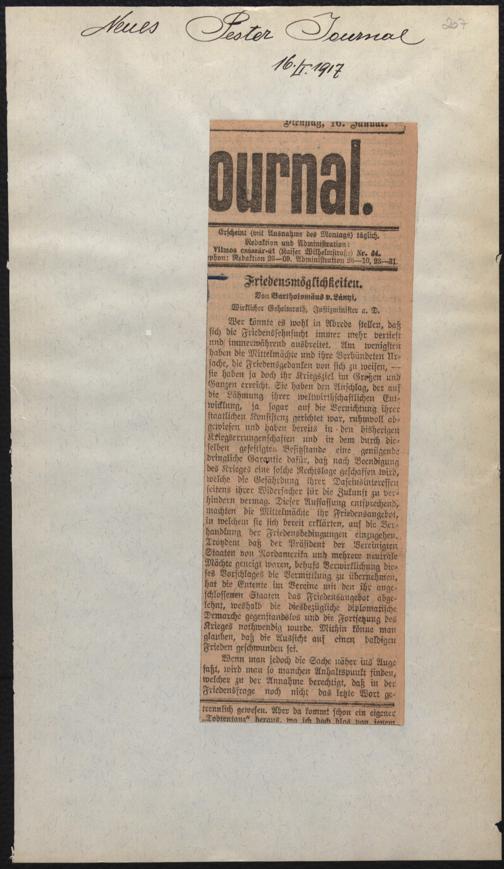 Neues Pester Journal 207
16.I.1917
Dienstag, 16. Januar.
ournal.
Erscheint (mit Ausnahme des Montags) täglich.
Redaktion und Administration:
Vilmos császár-út (Kaiser Wilhelmstraße) Nr. 34.
phon: Redaktion 26—09. Administration 26—10, 23—31.
Friedensmöglichkeiten.
Von Bartholomäus v. Lányi,
Wirklicher Geheimrath, Justizminister a. D.
Wer könnte es wohl in Abrede stellen, daß
sich die Friedenssehnsucht immer mehr vertieft
und immerwährend ausbreitet. Am wenigsten
haben die Mittelmächte und ihre Verbündeten Ur-
sache, die Friedensgedanken von sich zu weisen, —
sie haben ja doch ihr Kriegsziel im Großen und
Ganzen erreicht. Sie haben den Anschlag, der auf
die Lähmung ihrer weltwirthschaftlichen Ent-
wicklung, ja sogar auf die Vernichtung ihrer
staatlichen Existenz gerichtet war, ruhmvoll ab-
gewiesen und haben bereits in den bisherigen
Kriegserrungenschaften und in dem durch die-
selben gefestigten Besitzstande eine genügende
dringliche Garantie dafür, daß nach Beendigung
des Krieges eine solche Rechtslage geschaffen wird,
welche die Gefährdung ihrer Daseinsinteressen
seitens ihrer Widersacher für die Zukunft zu ver-
hindern vermag. Dieser Auffassung entsprechend,
machten die Mittelmächte ihr Friedensangebot,
in welchem sie sich bereit erklärten, auf die Ver-
handlung der Friedensbedingungen einzugehen.
Trotzdem daß der Präsident der Vereinigten
Staaten von Nordamerika und mehrere neutrale
Mächte geneigt waren, behufs Verwirklichung die-
ses Vorschlages die Vermittlung zu übernehmen,
hat die Entente im Vereine mit den ihr ange-
schlossenen Staaten das Friedensangebot abge-
lehnt, weshalb die diesbezügliche diplomatische
Demarche gegenstandslos und die Fortsetzung des
Krieges nothwendig wurde. Mithin könne man
glauben, daß die Aussicht auf einen baldigen
Frieden geschwunden sei.
Wenn man jedoch die Sache näher ins Auge
faßt, wird man so manchen Anhaltspunkt finden,
welcher zu der Annahme berechtigt, daß in der
Friedensfrage noch nicht das letzte Wort ge-
trennlich gewesen. Aber da kommt schon ein eigener
„Todtentanz" heraus, wo ich doch blos von jenem